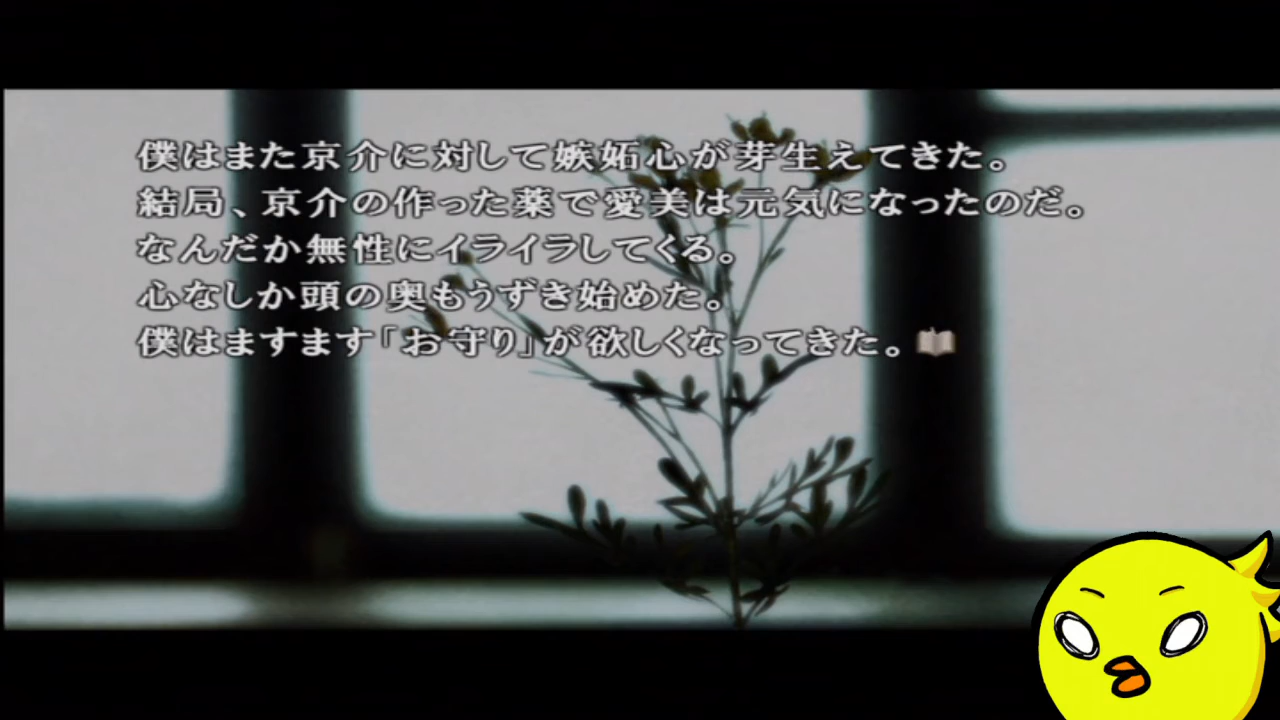 僕はまた京介に対して嫉妬心が芽生えてきた。
結局、京介の作った薬で愛美は元気になったのだ。
なんだか無性にイライラしてくる。
心なしか頭の奥もうずき始めた。
僕はますます「お守り」が欲しくなってきた。